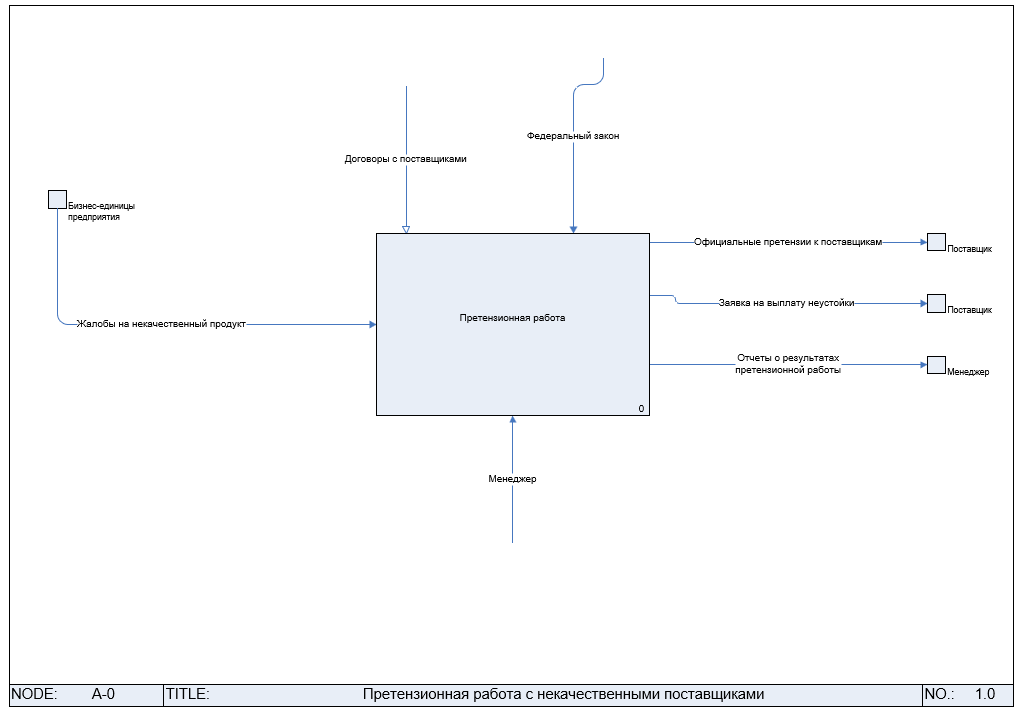 Федеральный закон
Договоры с поставщиками
Бизнес-единицы
предприятия
Официальные претензии к поставщикам
Поставщик
Заявка на выплату неустойки
Поставщик
Претензионная работа
Жалобы на некачественный продукт
Отчеты о результатах
претензионной работы
Менеджер
0
Менеджер
NODE: A-0 TITLE: Претензионная работа с некачественными поставщиками NO.: 1.0